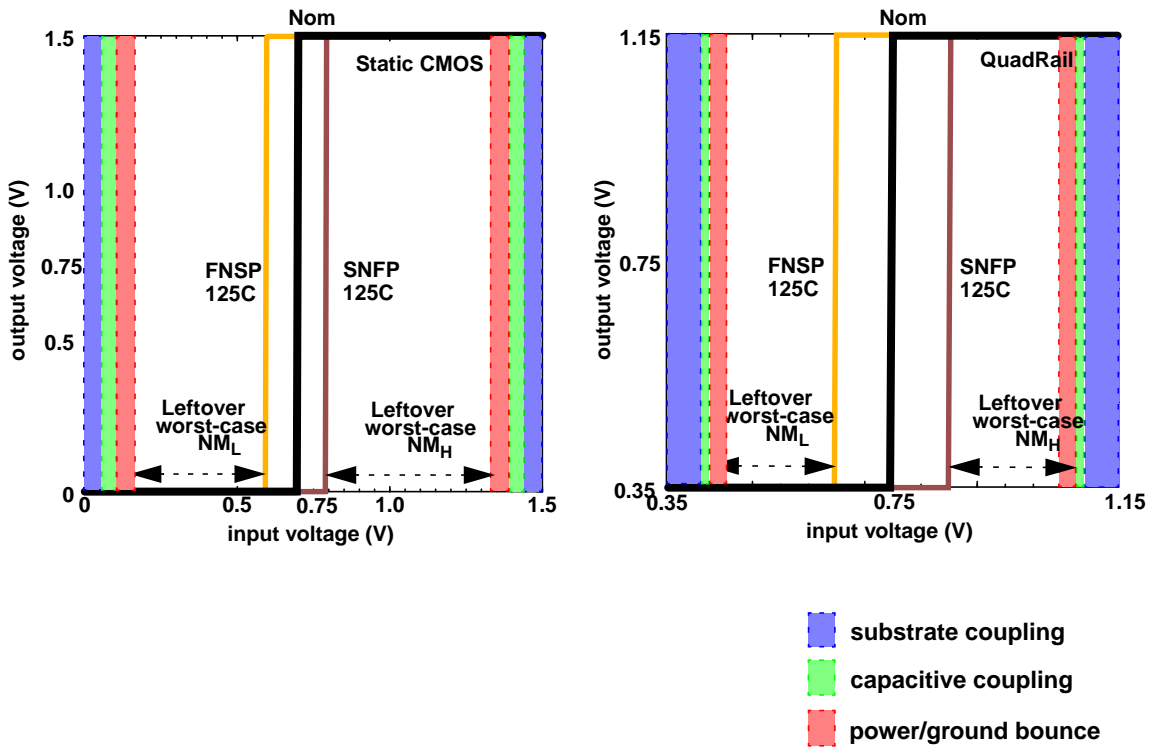 Nom
1.5
Static CMOS
1.0
0.75
0.5
0
output voltage (V)
FNSP
125C
SNFP
125C
Leftover
worst-case
NML
Leftover
worst-case
NMH
0
0.5
0.75
1.0
1.5
input voltage (V)
Nom
1.15
QuadRail
0.75
0.35
output voltage (V)
FNSP
125C
SNFP
125C
Leftover
worst-case
NML
Leftover
worst-case
NMH
0.35
0.75
1.15
input voltage (V)
substrate coupling
capacitive coupling
power/ground bounce